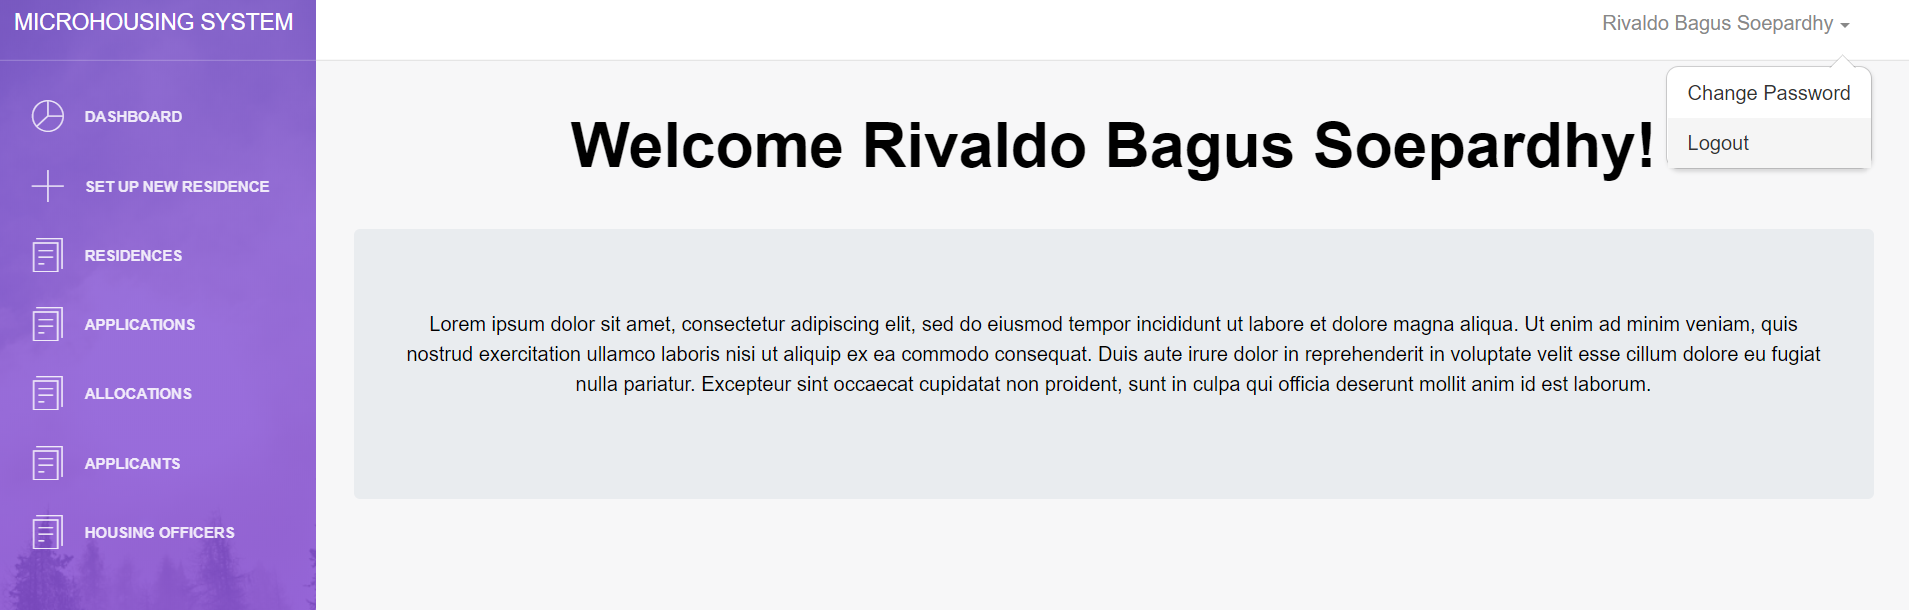 MICROHOUSING SYSTEM
Rivaldo Bagus Soepardhy
Change Password
Logout
DASHBOARD
SET UP NEW RESIDENCE
RESIDENCES
APPLICATIONS
ALLOCATIONS
APPLICANTS
HOUSING OFFICERS
Welcome Rivaldo Bagus Soepardhy!
Lorem ipsum dolor sit amet, consectetur adipiscing elit, sed do eiusmod tempor incididunt ut labore et dolore magna aliqua. Ut enim ad minim veniam, quis
nostrud exercitation ullamco laboris nisi ut aliquip ex ea commodo consequat. Duis aute irure dolor in reprehenderit in voluptate velit esse cillum dolore eu fugiat
nulla pariatur. Excepteur sint occaecat cupidatat non proident, sunt in culpa qui officia deserunt mollit anim id est laborum.